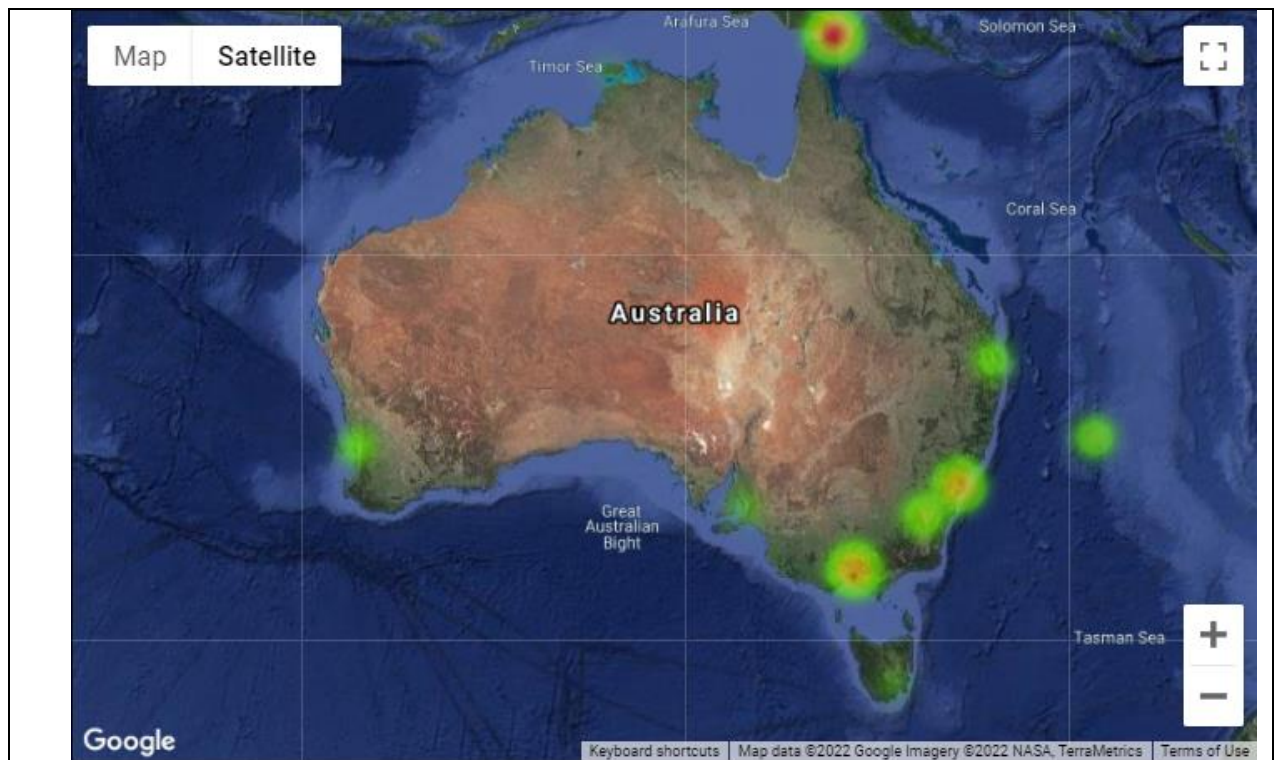 Arafura Sea
Solomon Sea
Map
Satellite
Timor Sea
Coral Sea
Australia
Great
Australian
Bight
Tasman Sea
Google
Keyboard shortcuts
Map data ©2022 Google Imagery ©2022 NASA, TerraMetrics
Terms of Use